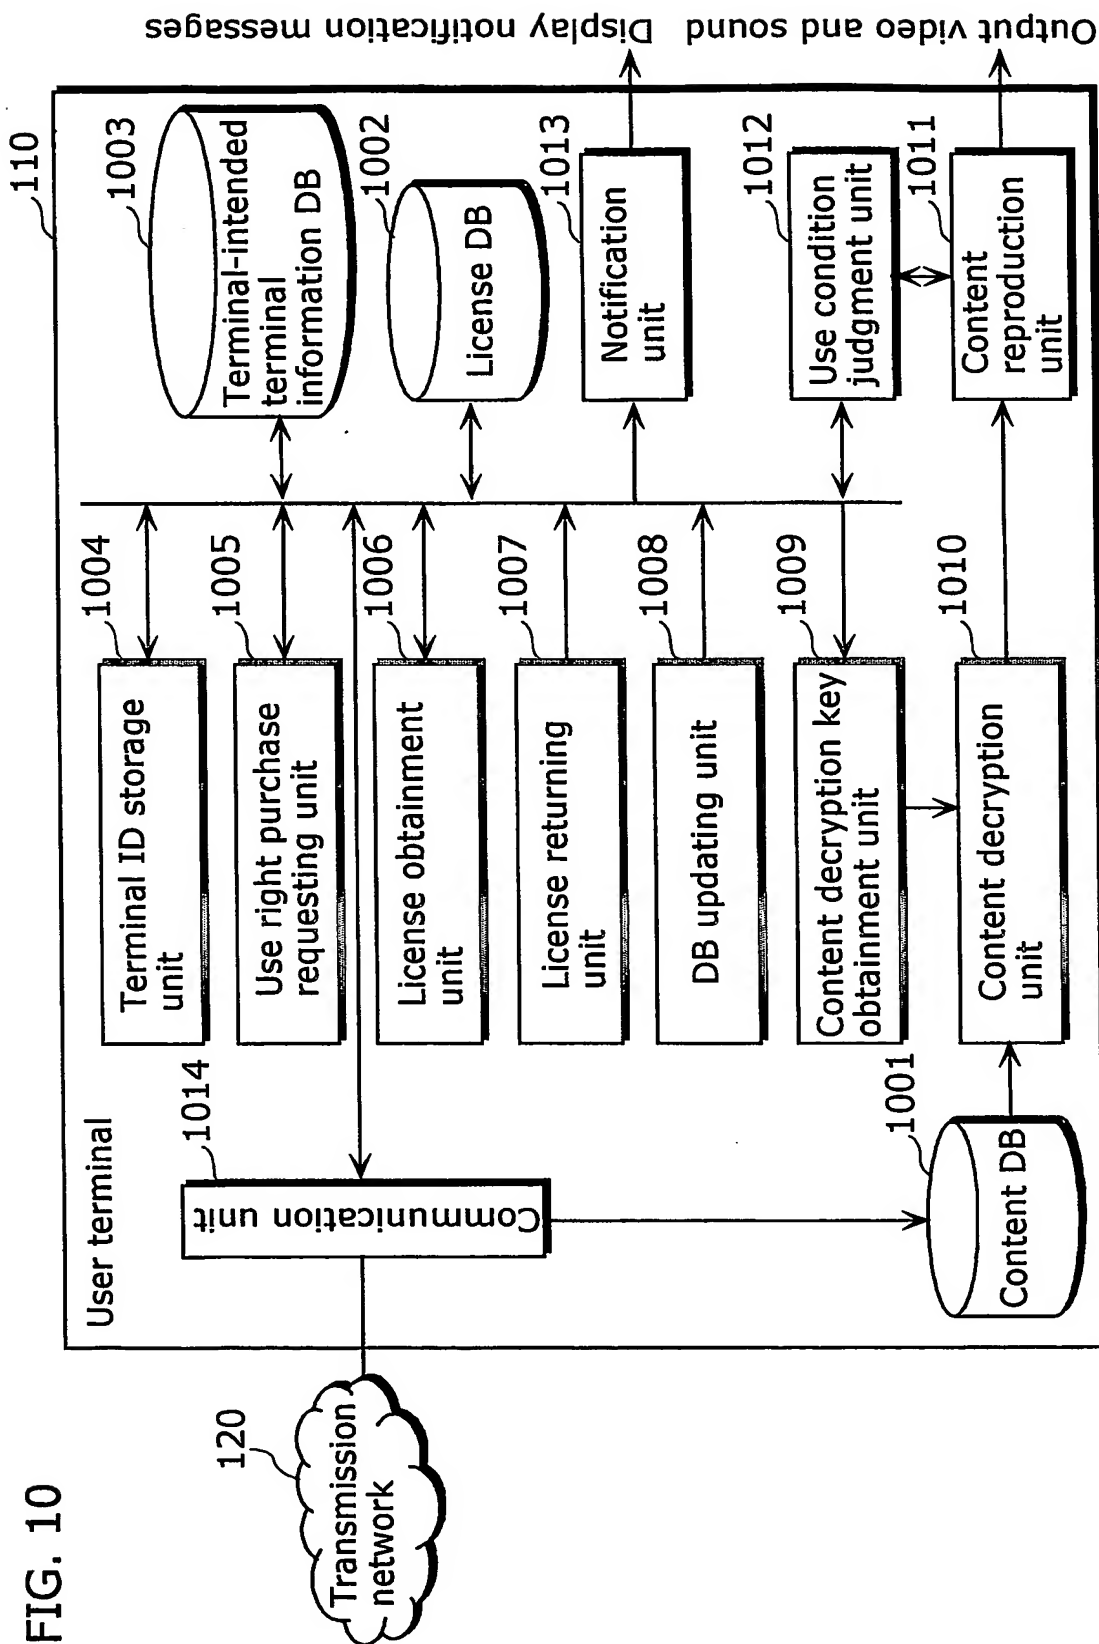 FIG. 10
120
Transmission
network
User terminal
110
1014
Communication
unit
1001
Content DB
1004
Terminal ID storage
unit
1005
Use right purchase
requesting unit
1006
License obtainment
unit
1007
License returning
unit
1008
DB updating unit
1009
Content decryption key
obtainment unit
1010
Content decryption
unit
1003
Terminal-intended
terminal
information DB
1002
License DB
1013
Notification
unit
1012
Use condition
judgment unit
1011
Content
reproduction
unit
Display notification messages
Output video and sound